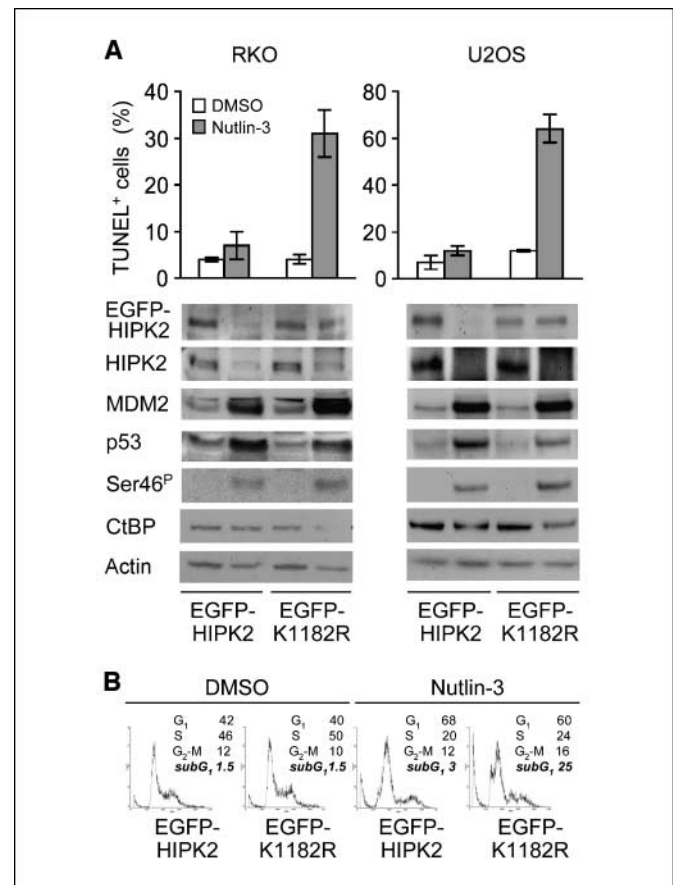 A
RKO
U2OS
TUNEL⁺ cells (%)
40
30
20
10
0
DMSO
Nutlin-3
80
60
40
20
0
EGFP-
HIPK2
HIPK2
MDM2
p53
Ser46ᴾ
CtBP
Actin
EGFP-
HIPK2
EGFP-
K1182R
EGFP-
HIPK2
EGFP-
K1182R
B
DMSO
Nutlin-3
G₁ 42
S 46
G₂-M 12
subG₁ 1.5
G₁ 40
S 50
G₂-M 10
subG₁ 1.5
G₁ 68
S 20
G₂-M 12
subG₁ 3
G₁ 60
S 24
G₂-M 16
subG₁ 25
EGFP-
HIPK2
EGFP-
K1182R
EGFP-
HIPK2
EGFP-
K1182R